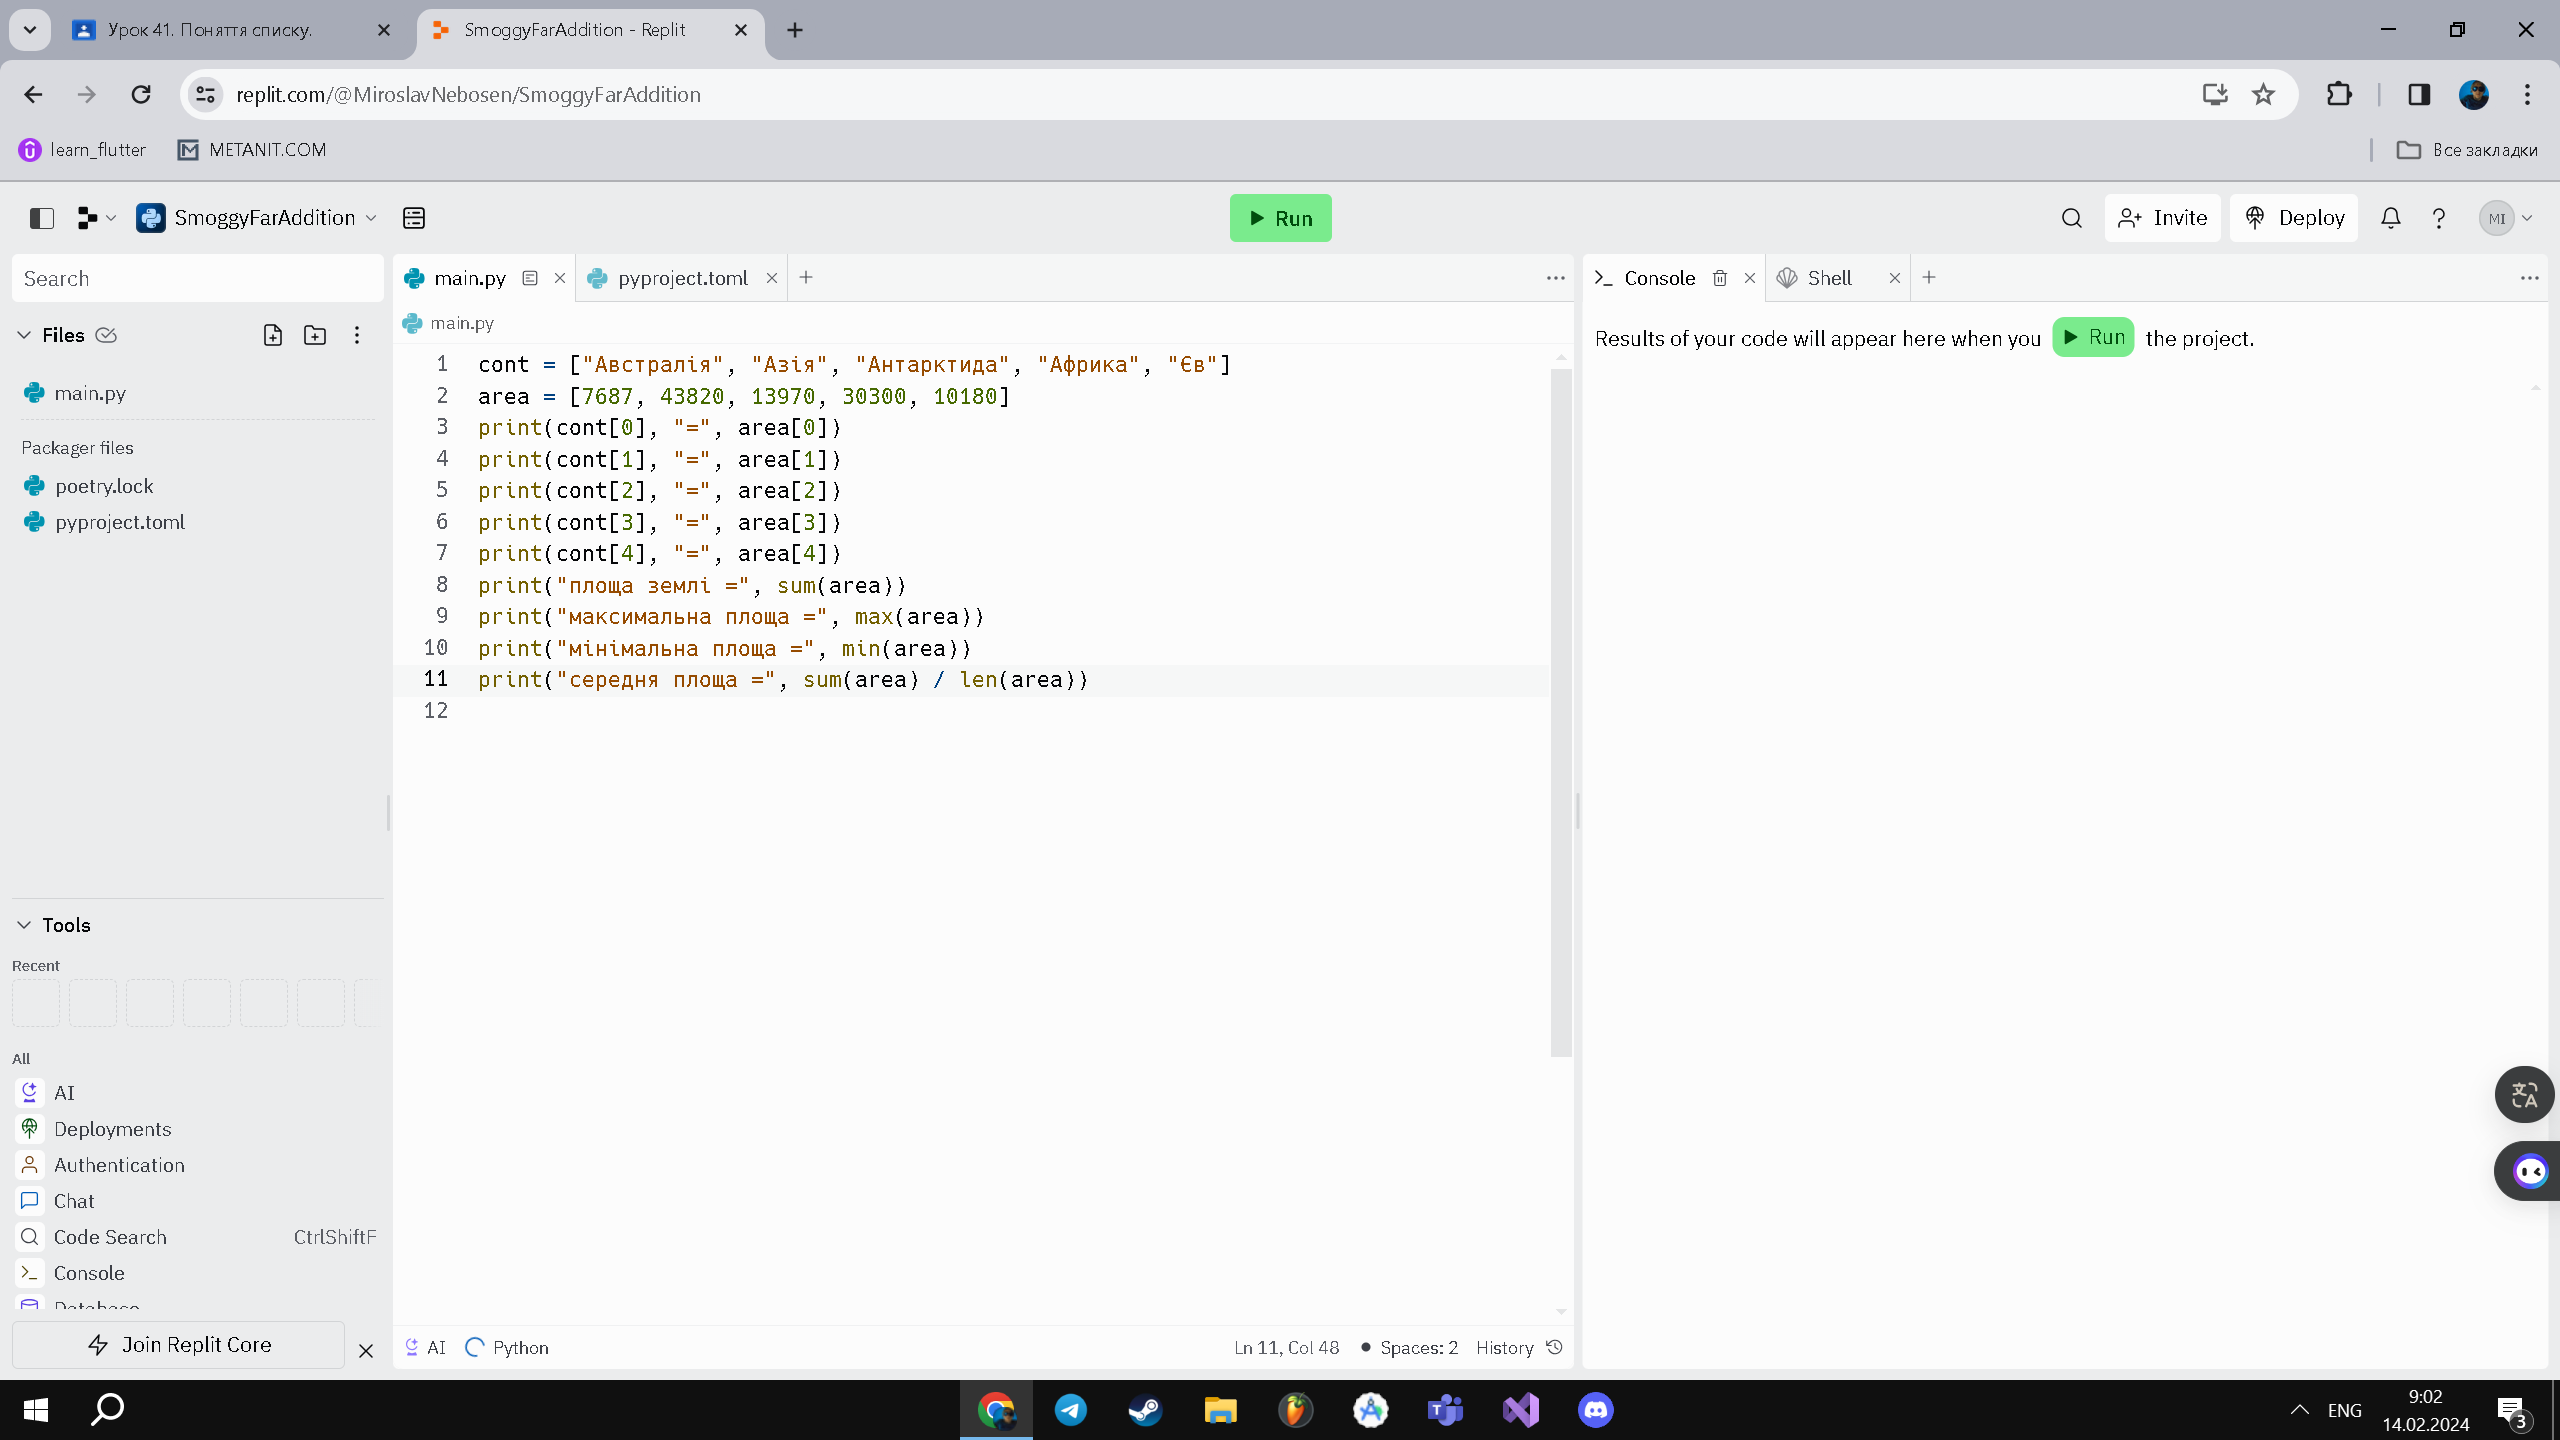 Урок 41. Поняття списку.
SmoggyFarAddition - Replit
replit.com/@MiroslavNebosen/SmoggyFarAddition
learn_flutter
METANIT.COM
Все закладки
SmoggyFarAddition
Run
Invite
Deploy
MI
Search
Files
main.py
Packager files
poetry.lock
pyproject.toml
Tools
Recent
All
AI
Deployments
Authentication
Chat
Code Search CtrlShiftF
Console
Database
Join Replit Core
main.py
pyproject.toml
main.py
1 cont = ["Австралія", "Азія", "Антарктида", "Африка", "Єв"]
2 area = [7687, 43820, 13970, 30300, 10180]
3 print(cont[0], "=", area[0])
4 print(cont[1], "=", area[1])
5 print(cont[2], "=", area[2])
6 print(cont[3], "=", area[3])
7 print(cont[4], "=", area[4])
8 print("площа землі =", sum(area))
9 print("максимальна площа =", max(area))
10 print("мінімальна площа =", min(area))
11 print("середня площа =", sum(area) / len(area))
12
AI Python Ln 11, Col 48 Spaces: 2 History
Console
Shell
Results of your code will appear here when you Run the project.
ENG
9:02
14.02.2024
3